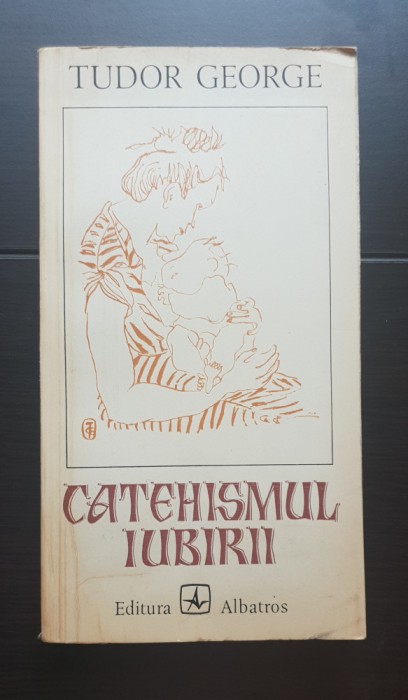 TUDOR GEORGE
CATEHISMUL
IUBIRII
Editura Albatros